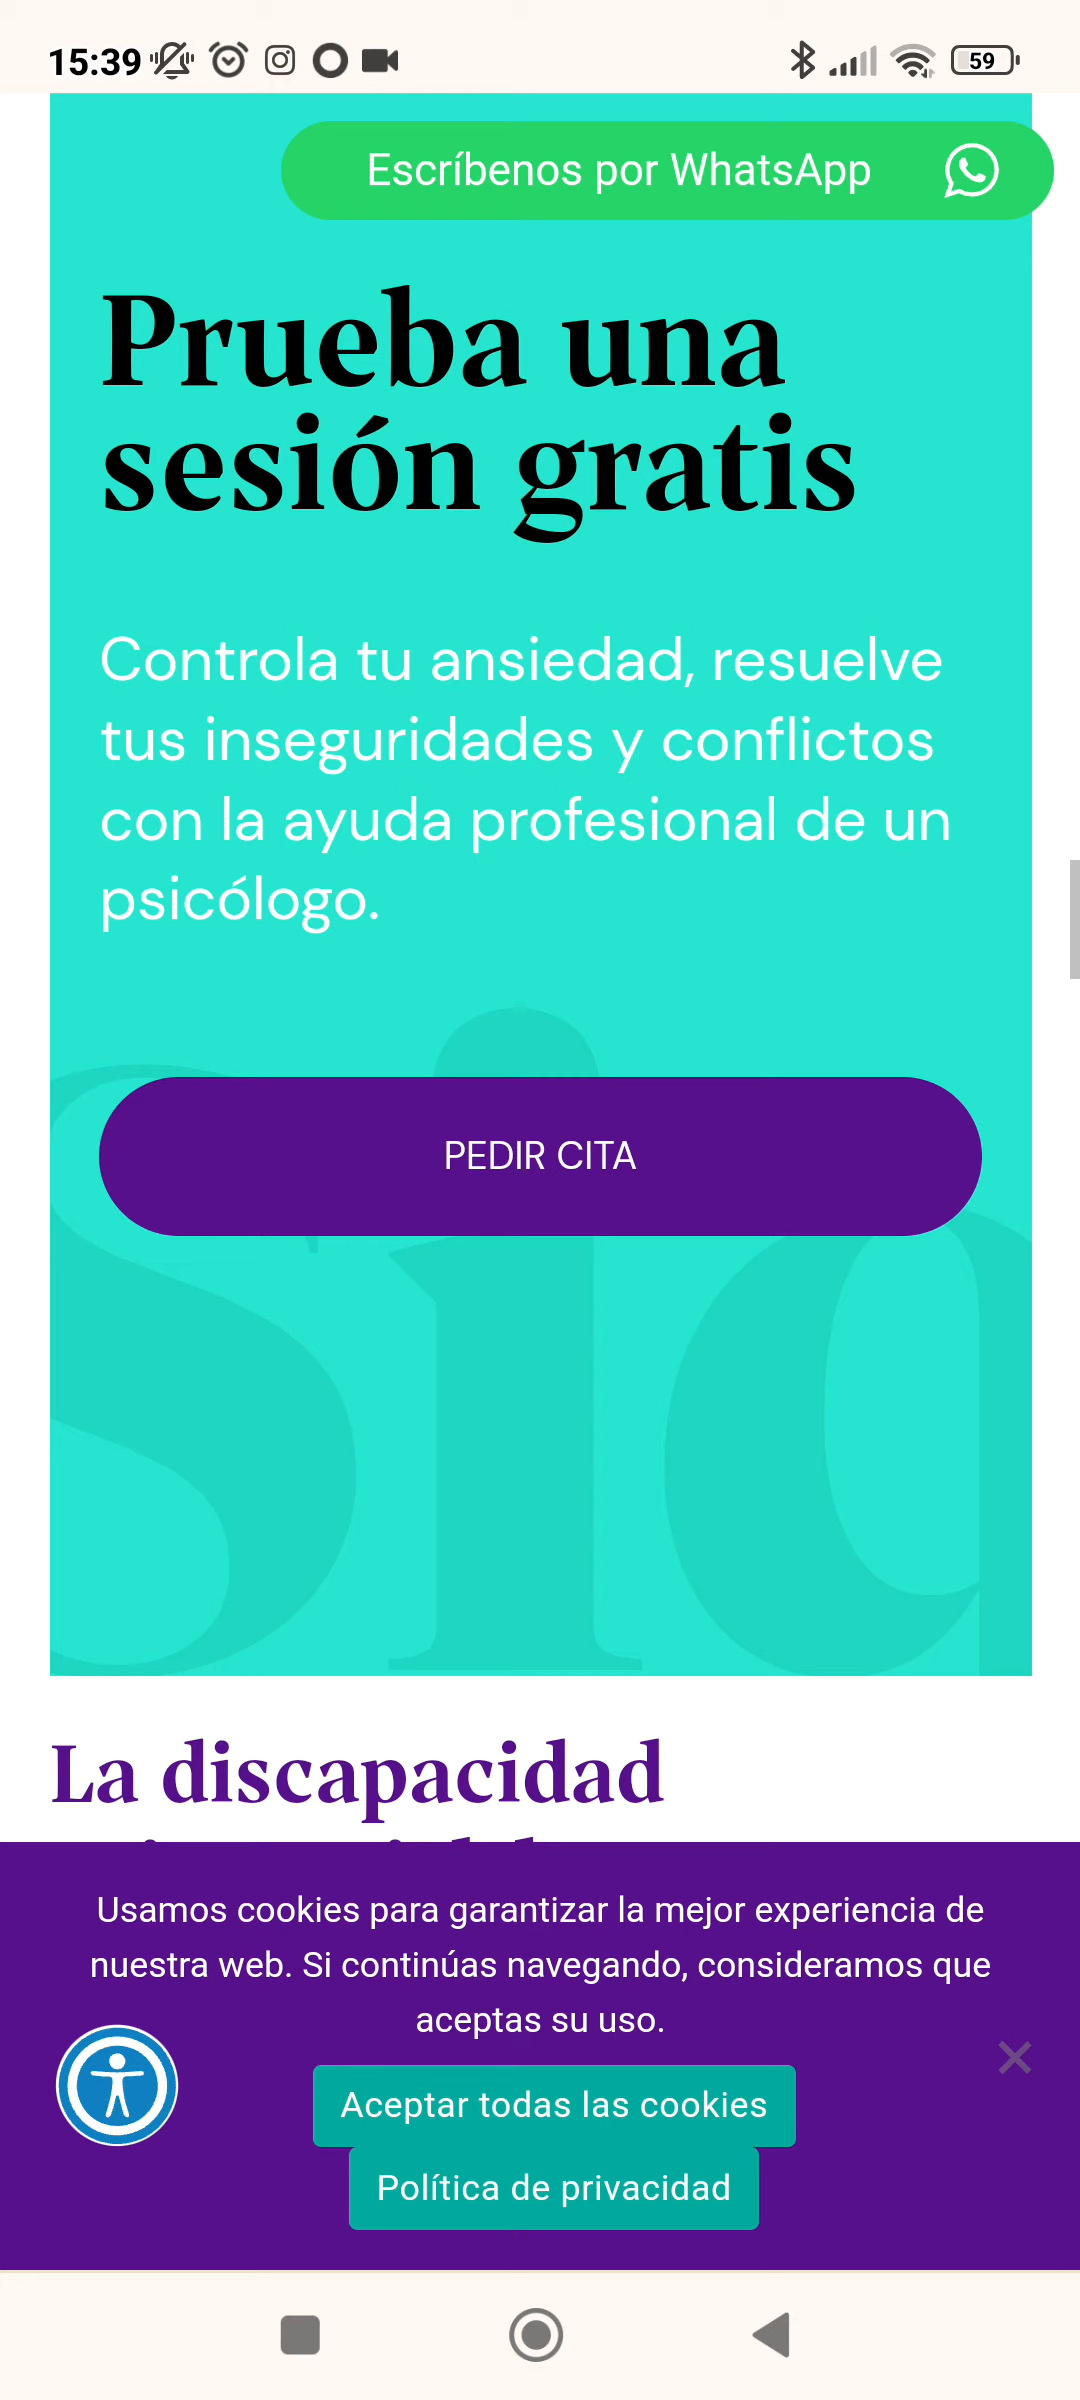 15:39
59
Escríbenos por WhatsApp
Prueba una
sesión gratis
Controla tu ansiedad, resuelve
tus inseguridades y conflictos
con la ayuda profesional de un
psicólogo.
PEDIR CITA
La discapacidad
Usamos cookies para garantizar la mejor experiencia de
nuestra web. Si continúas navegando, consideramos que
aceptas su uso.
Aceptar todas las cookies
Política de privacidad